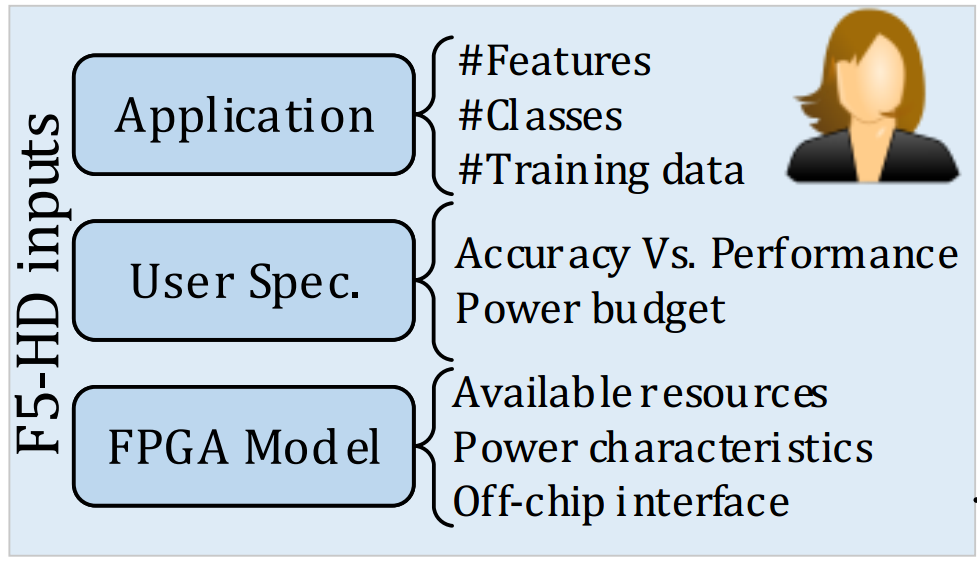 F5-HD inputs
Application
#Features
#Classes
#Training data
User Spec.
Accuracy Vs. Performance
Power budget
FPGA Model
Available resources
Power characteristics
Off-chip interface